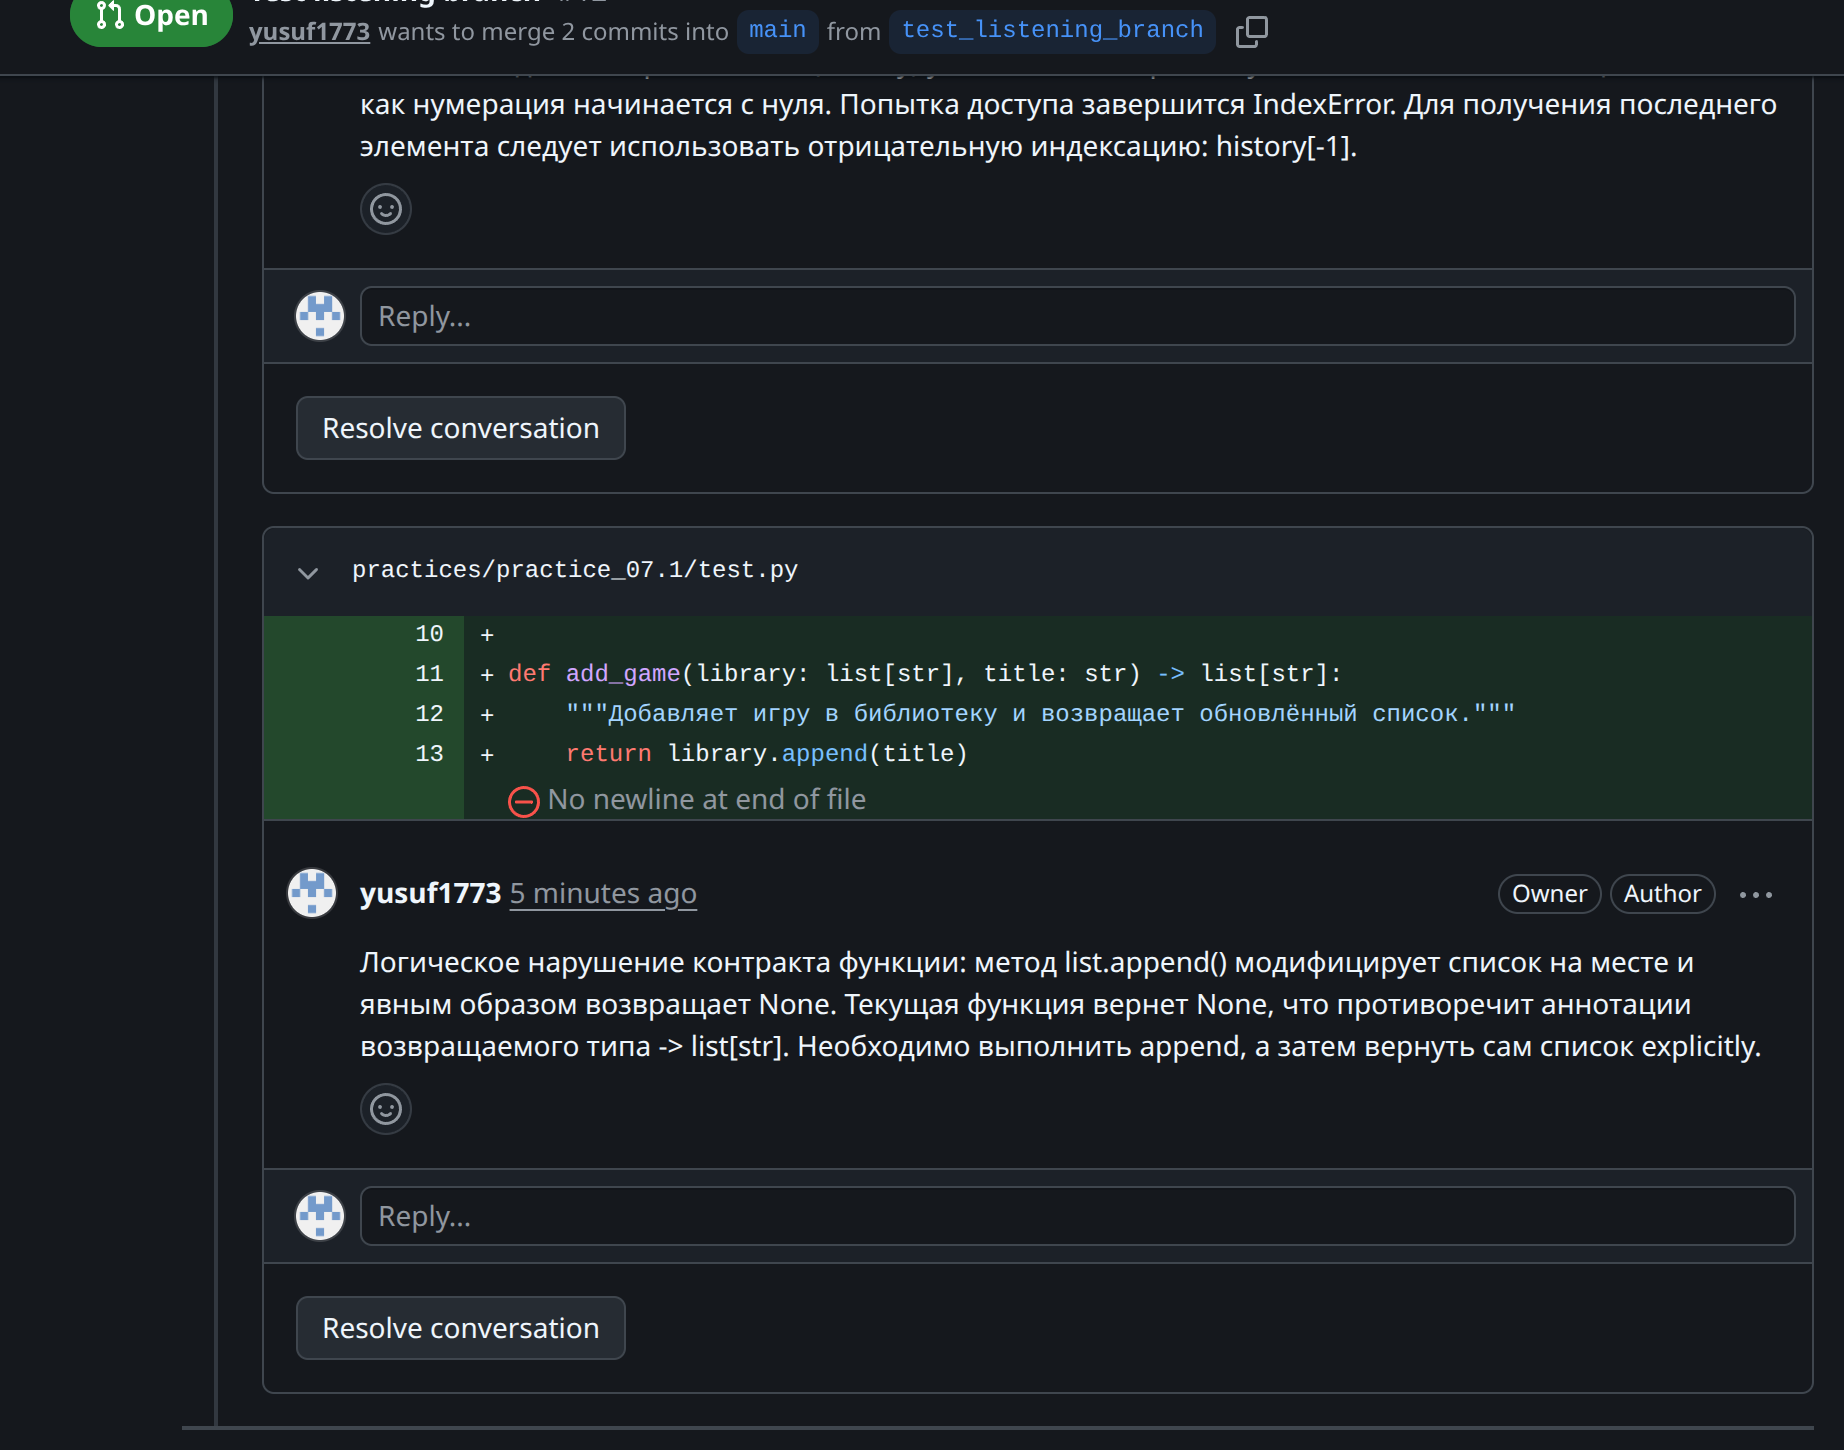 Open
yusuf1773 wants to merge 2 commits into main from test_listening_branch
как нумерация начинается с нуля. Попытка доступа завершится IndexError. Для получения последнего
элемента следует использовать отрицательную индексацию: history[-1].
Reply...
Resolve conversation
practices/practice_07.1/test.py
10 +
11 + def add_game(library: list[str], title: str) -> list[str]:
12 + """Добавляет игру в библиотеку и возвращает обновлённый список."""
13 + return library.append(title)
No newline at end of file
yusuf1773 5 minutes ago Owner Author
Логическое нарушение контракта функции: метод list.append() модифицирует список на месте и
явным образом возвращает None. Текущая функция вернет None, что противоречит аннотации
возвращаемого типа -> list[str]. Необходимо выполнить append, а затем вернуть сам список explicitly.
Reply...
Resolve conversation